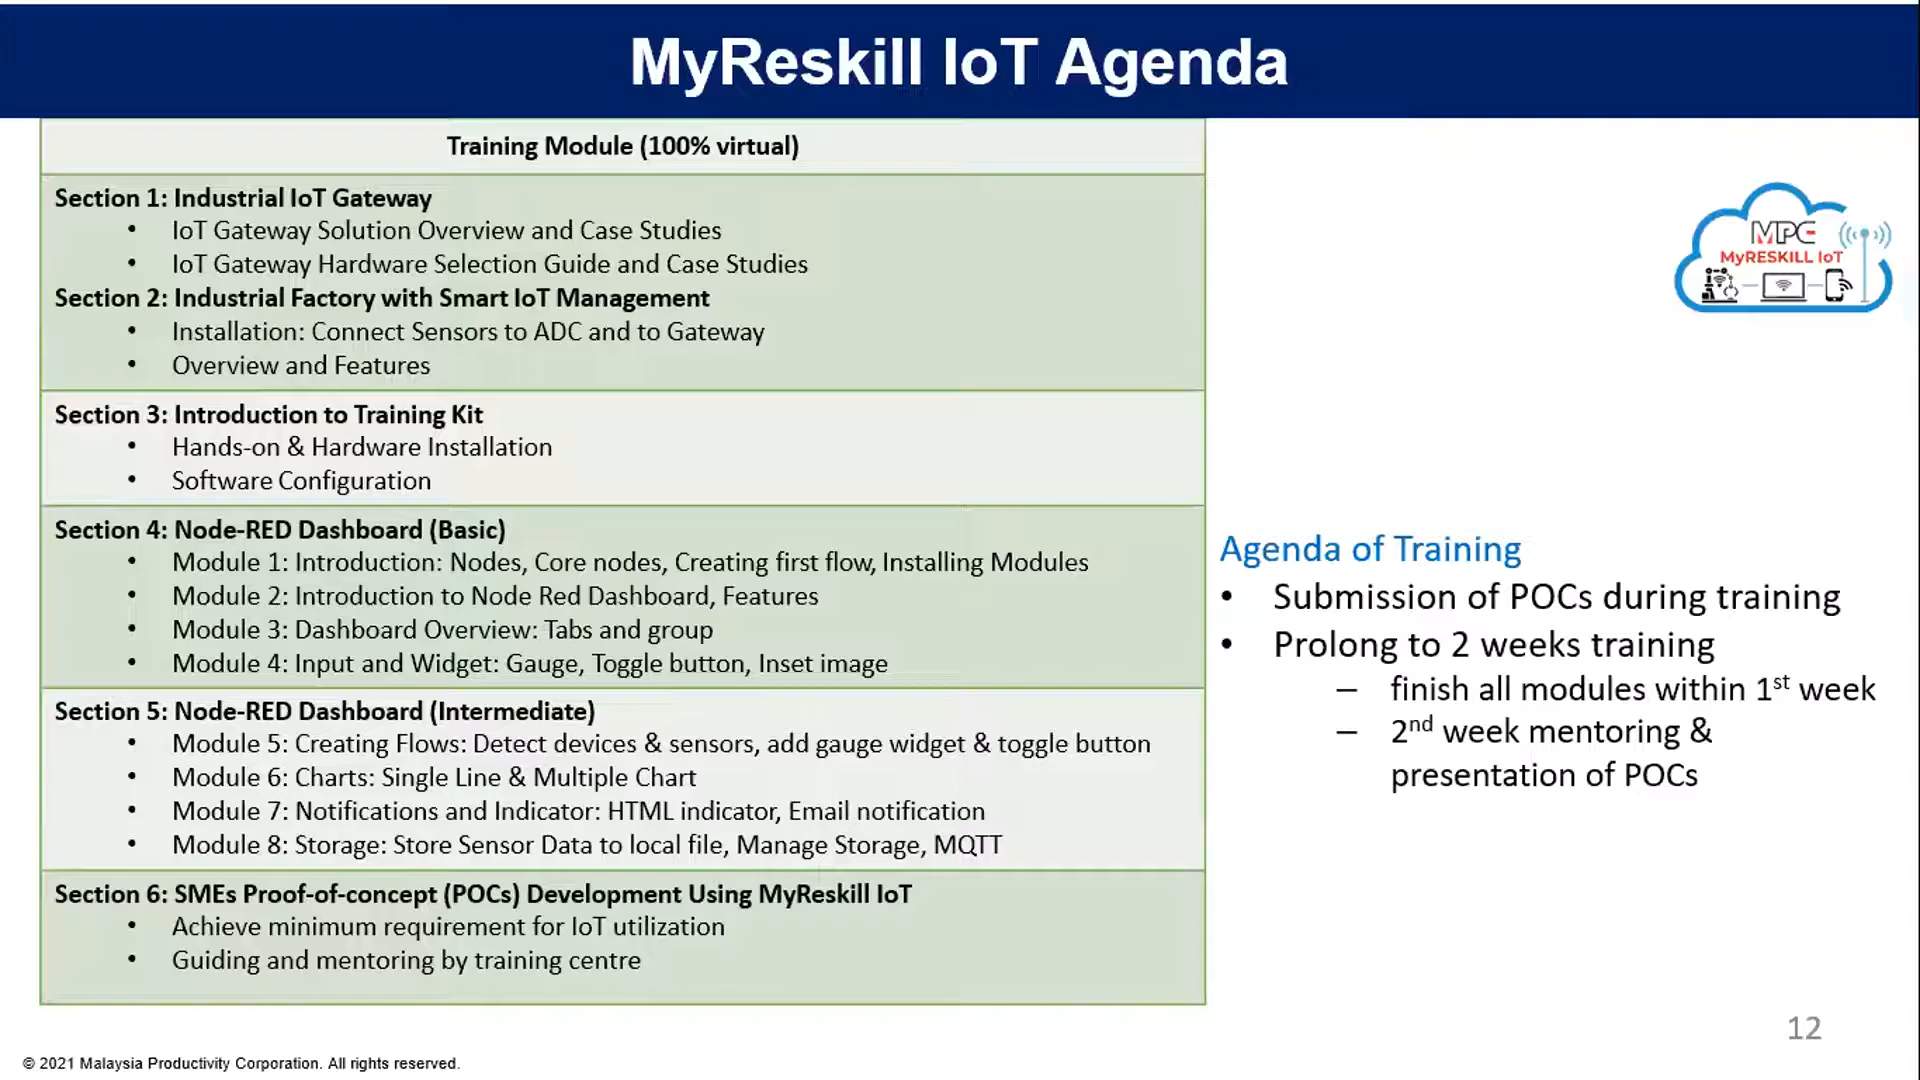 MyReskill IoT Agenda
Training Module (100% virtual)
Section 1: Industrial IoT Gateway
• IoT Gateway Solution Overview and Case Studies
• IoT Gateway Hardware Selection Guide and Case Studies
Section 2: Industrial Factory with Smart IoT Management
• Installation: Connect Sensors to ADC and to Gateway
• Overview and Features
Section 3: Introduction to Training Kit
• Hands-on & Hardware Installation
• Software Configuration
Section 4: Node-RED Dashboard (Basic)
• Module 1: Introduction: Nodes, Core nodes, Creating first flow, Installing Modules
• Module 2: Introduction to Node Red Dashboard, Features
• Module 3: Dashboard Overview: Tabs and group
• Module 4: Input and Widget: Gauge, Toggle button, Inset image
Section 5: Node-RED Dashboard (Intermediate)
• Module 5: Creating Flows: Detect devices & sensors, add gauge widget & toggle button
• Module 6: Charts: Single Line & Multiple Chart
• Module 7: Notifications and Indicator: HTML indicator, Email notification
• Module 8: Storage: Store Sensor Data to local file, Manage Storage, MQTT
Section 6: SMEs Proof-of-concept (POCs) Development Using MyReskill IoT
• Achieve minimum requirement for IoT utilization
• Guiding and mentoring by training centre
MPC
MyRESKILL IoT
Agenda of Training
• Submission of POCs during training
• Prolong to 2 weeks training
– finish all modules within 1st week
– 2nd week mentoring &
presentation of POCs
12
© 2021 Malaysia Productivity Corporation. All rights reserved.